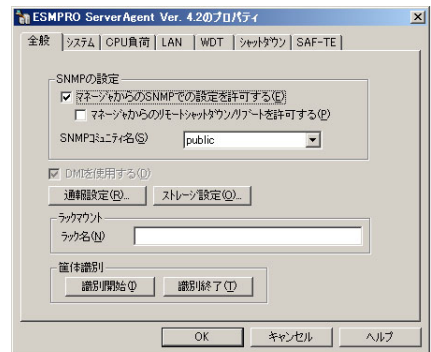 ESMPRO ServerAgent Ver. 4.2のプロパティ
全般 システム CPU負荷 LAN WDT シャットダウン SAF-TE
SNMPの設定
マネージャからのSNMPでの設定を許可する(E)
マネージャからのリモートシャットダウン/リブートを許可する(P)
SNMPコミュニティ名(S) public
DMIを使用する(D)
通報設定(R)... ストレージ設定(O)...
ラックマウント
ラック名(N)
筐体識別
識別開始(I) 識別終了(T)
OK キャンセル ヘルプ